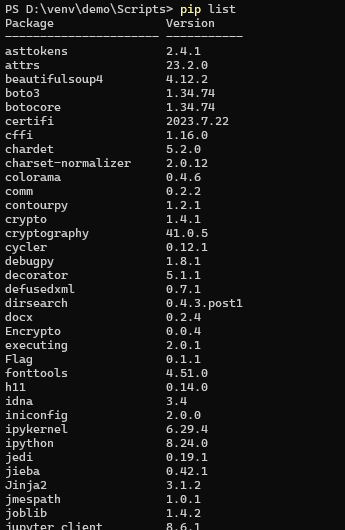 PS D:\venv\demo\Scripts> pip list
Package Version
---------------------- -----------
asttokens 2.4.1
attrs 23.2.0
beautifulsoup4 4.12.2
boto3 1.34.74
botocore 1.34.74
certifi 2023.7.22
cffi 1.16.0
chardet 5.2.0
charset-normalizer 2.0.12
colorama 0.4.6
comm 0.2.2
contourpy 1.2.1
crypto 1.4.1
cryptography 41.0.5
cycler 0.12.1
debugpy 1.8.1
decorator 5.1.1
defusedxml 0.7.1
dirsearch 0.4.3.post1
docx 0.2.4
Encrypto 0.0.4
executing 2.0.1
Flag 0.1.1
fonttools 4.51.0
h11 0.14.0
idna 3.4
iniconfig 2.0.0
ipykernel 6.29.4
ipython 8.24.0
jedi 0.19.1
jieba 0.42.1
Jinja2 3.1.2
jmespath 1.0.1
joblib 1.4.2
jupyter_client 8.6.1